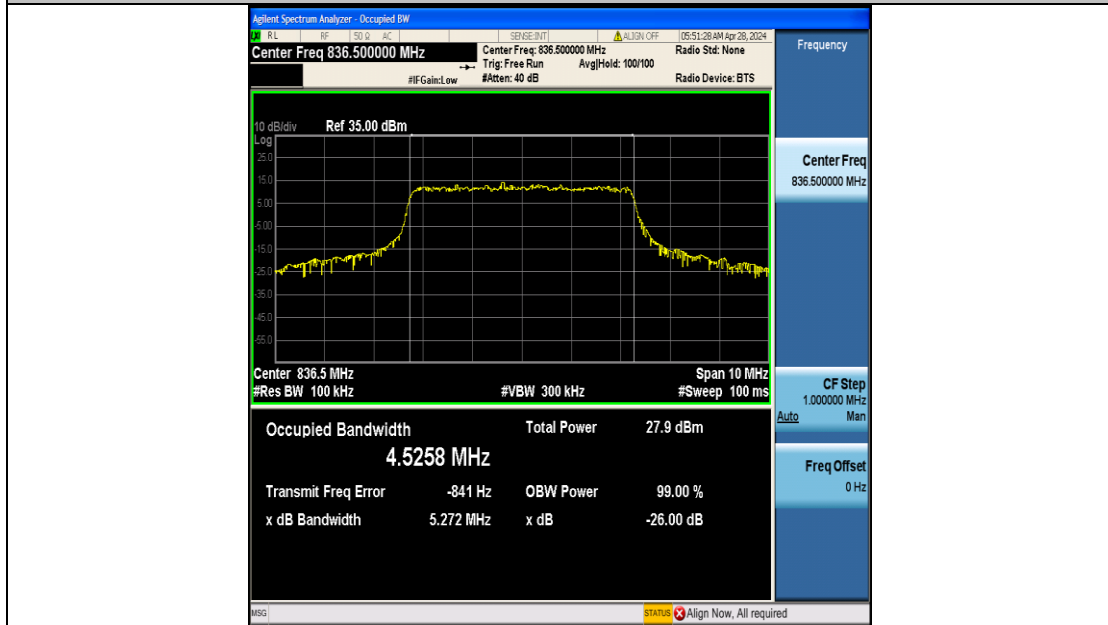 Agilent Spectrum Analyzer - Occupied BW
RL RF 50 Ω AC SENSE:INT ALIGN OFF 05:51:28 AM Apr 28, 2024
Center Freq 836.500000 MHz
Center Freq: 836.500000 MHz Radio Std: None
Trig: Free Run Avg|Hold: 100/100
#IFGain:Low #Atten: 40 dB Radio Device: BTS
Frequency
10 dB/div Ref 35.00 dBm
Log
25.0
15.0
5.00
-5.00
-15.0
-25.0
-35.0
-45.0
-55.0
Center 836.5 MHz Span 10 MHz
#Res BW 100 kHz #VBW 300 kHz #Sweep 100 ms
Center Freq
836.500000 MHz
CF Step
1.000000 MHz
Auto Man
Freq Offset
0 Hz
Occupied Bandwidth Total Power 27.9 dBm
4.5258 MHz
Transmit Freq Error -841 Hz OBW Power 99.00 %
x dB Bandwidth 5.272 MHz x dB -26.00 dB
MSG STATUS Align Now, All required